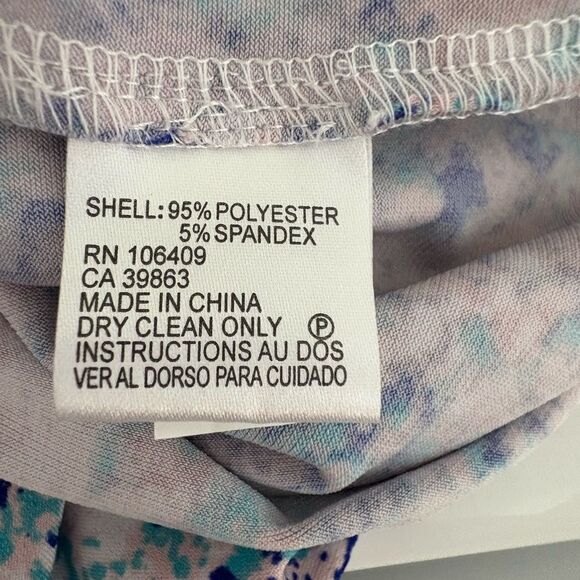 SHELL: 95% POLYESTER
5% SPANDEX
RN 106409
CA 39863
MADE IN CHINA
DRY CLEAN ONLY Ⓟ
INSTRUCTIONS AU DOS
VER AL DORSO PARA CUIDADO